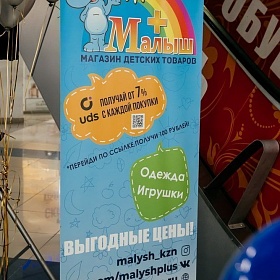 +
Малыш
МАГАЗИН ДЕТСКИХ ТОВАРОВ
uds
ПОЛУЧАЙ ОТ 7%
С КАЖДОЙ ПОКУПКИ
*ПЕРЕЙДИ ПО ССЫЛКЕ,ПОЛУЧИ 100 РУБЛЕЙ!
Одежда
Игрушки
ВЫГОДНЫЕ ЦЕНЫ!
malysh_kzn
com/malyshplus